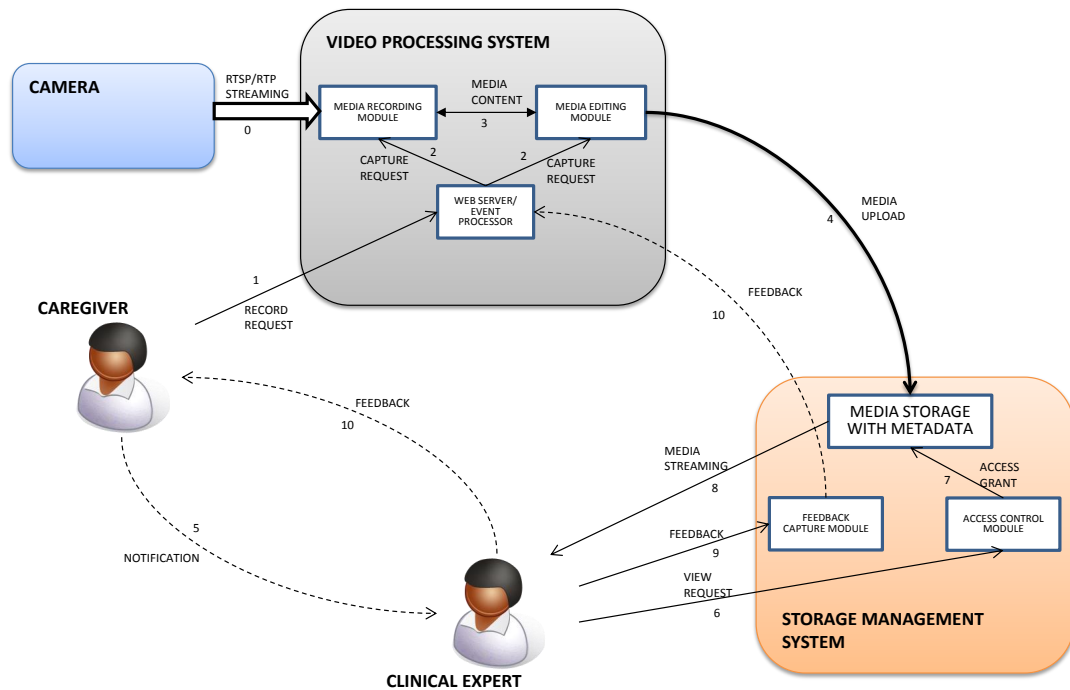 VIDEO PROCESSING SYSTEM
CAMERA
RTSP/RTP
STREAMING
0
MEDIA RECORDING
MODULE
MEDIA
CONTENT
3
MEDIA EDITING
MODULE
2
CAPTURE
REQUEST
2
CAPTURE
REQUEST
WEB SERVER/
EVENT
PROCESSOR
4
MEDIA
UPLOAD
1
RECORD
REQUEST
FEEDBACK
10
CAREGIVER
FEEDBACK
10
MEDIA STORAGE
WITH METADATA
MEDIA
STREAMING
8
7
ACCESS
GRANT
FEEDBACK
CAPTURE MODULE
ACCESS CONTROL
MODULE
5
NOTIFICATION
FEEDBACK
9
VIEW
REQUEST
6
STORAGE MANAGEMENT
SYSTEM
CLINICAL EXPERT